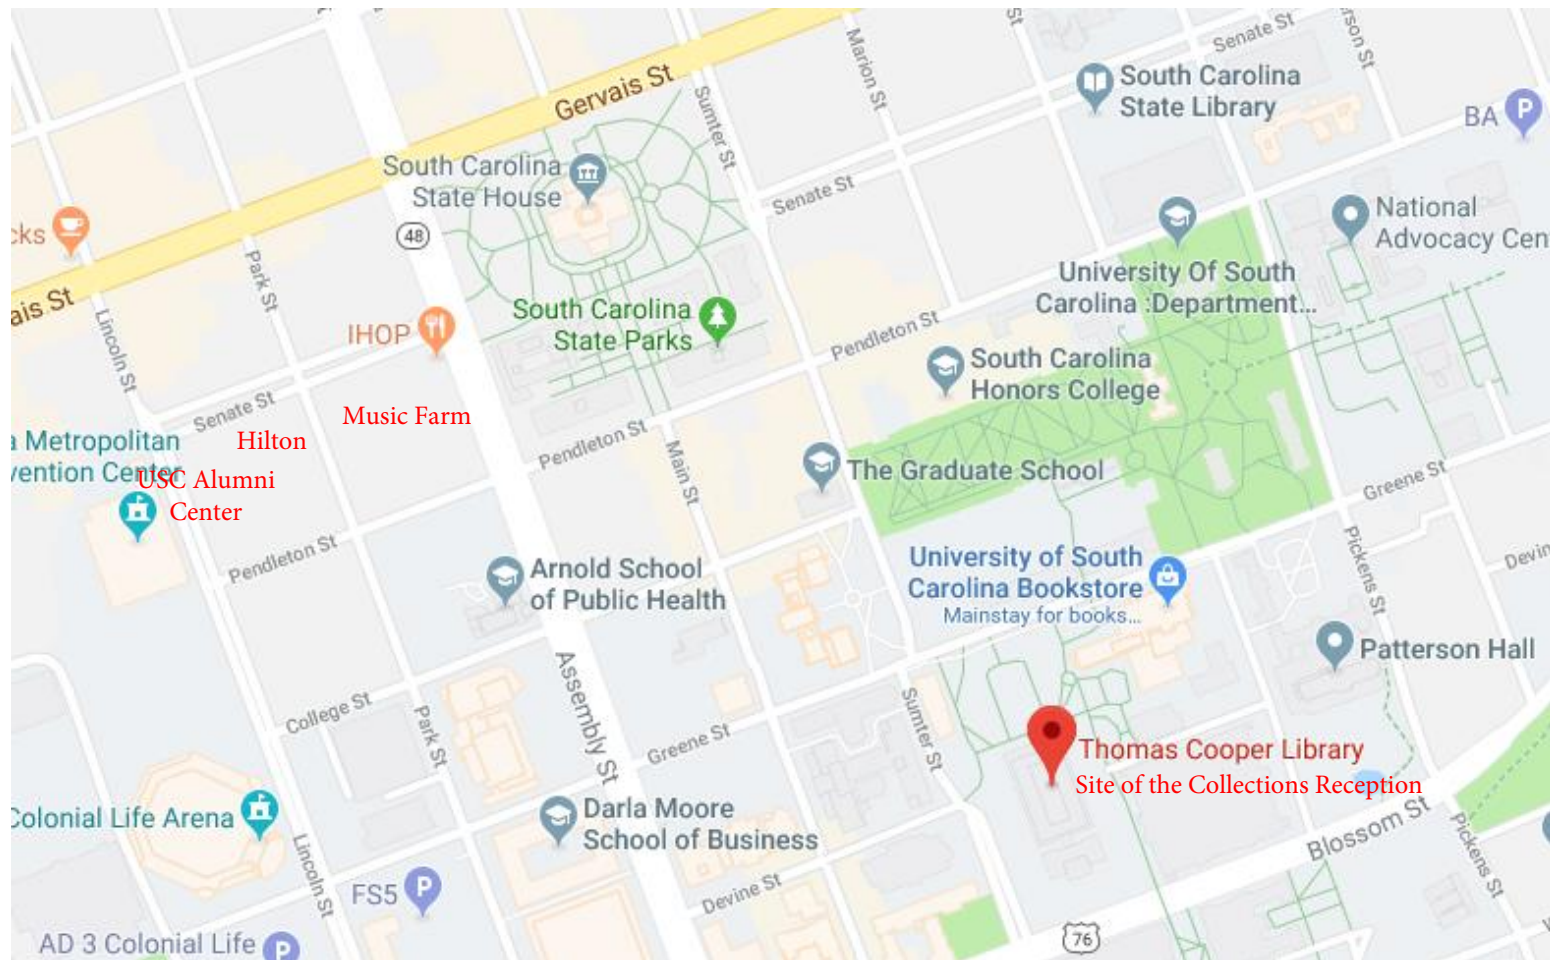 Gervais St
Sumter St
Marion St
St
Senate St
erson St
South Carolina
State Library
BA
P
South Carolina
State House
Senate St
48
cks
National
Advocacy Cen
University Of South
Carolina :Department...
ais St
Park St
Lincoln St
IHOP
South Carolina
State Parks
Pendleton St
South Carolina
Honors College
Senate St
Music Farm
Hilton
a Metropolitan
vention Center
USC Alumni
Center
Pendleton St
Main St
The Graduate School
Greene St
Pendleton St
Arnold School
of Public Health
University of South
Carolina Bookstore
Mainstay for books...
Pickens St
Devin
Patterson Hall
Assembly St
College St
Park St
Greene St
Sumter St
Thomas Cooper Library
Site of the Collections Reception
Colonial Life Arena
Darla Moore
School of Business
Blossom St
Pickens St
Lincoln St
FS5
P
Devine St
AD 3 Colonial Life
P
76